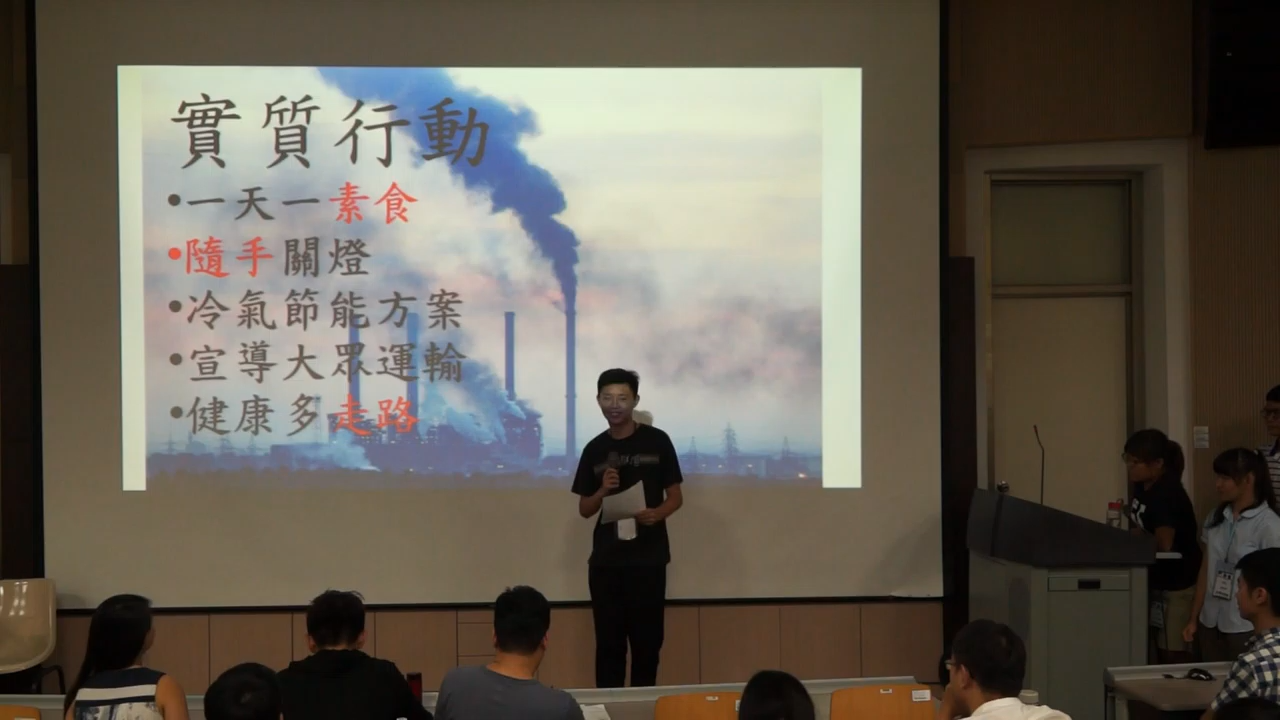 實質行動
•一天一素食
•隨手關燈
•冷氣節能方案
•宣導大眾運輸
•健康多走路